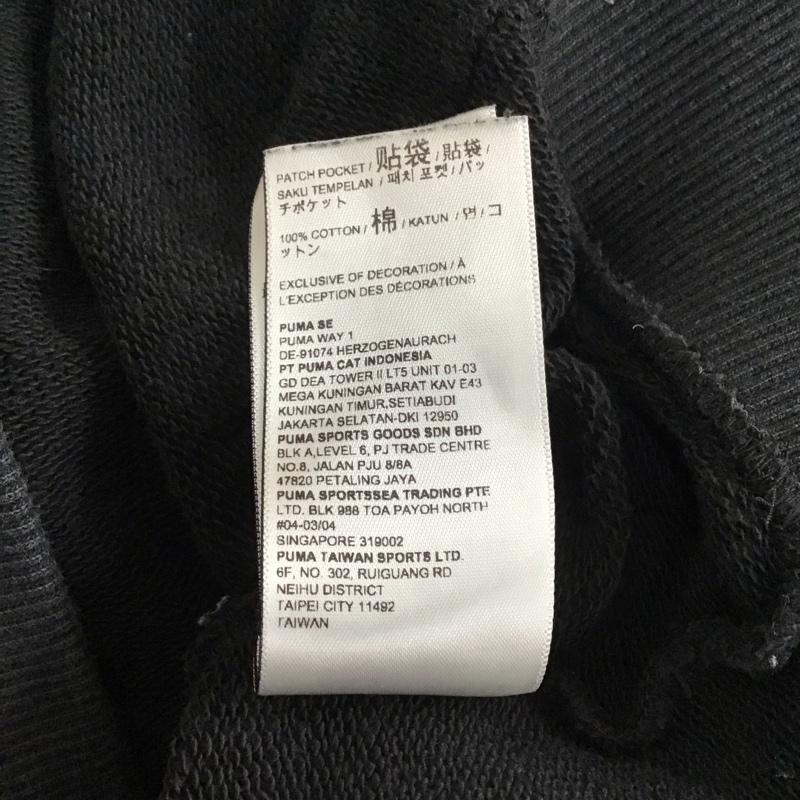 PATCH POCKET / 贴袋 / 貼袋 /
SAKU TEMPELAN / 패치 포켓 / パッ
チポケット
100% COTTON / 棉 / KATUN / 면 / コ
ットン
EXCLUSIVE OF DECORATION / À
L'EXCEPTION DES DÉCORATIONS
PUMA SE
PUMA WAY 1
DE-91074 HERZOGENAURACH
PT PUMA CAT INDONESIA
GD DEA TOWER II LT5 UNIT 01-03
MEGA KUNINGAN BARAT KAV E43
KUNINGAN TIMUR,SETIABUDI
JAKARTA SELATAN-DKI 12950
PUMA SPORTS GOODS SDN BHD
BLK A,LEVEL 6, PJ TRADE CENTRE
NO.8, JALAN PJU 8/8A
47820 PETALING JAYA
PUMA SPORTSSEA TRADING PTE
LTD. BLK 988 TOA PAYOH NORTH
#04-03/04
SINGAPORE 319002
PUMA TAIWAN SPORTS LTD.
6F, NO. 302, RUIGUANG RD
NEIHU DISTRICT
TAIPEI CITY 11492
TAIWAN